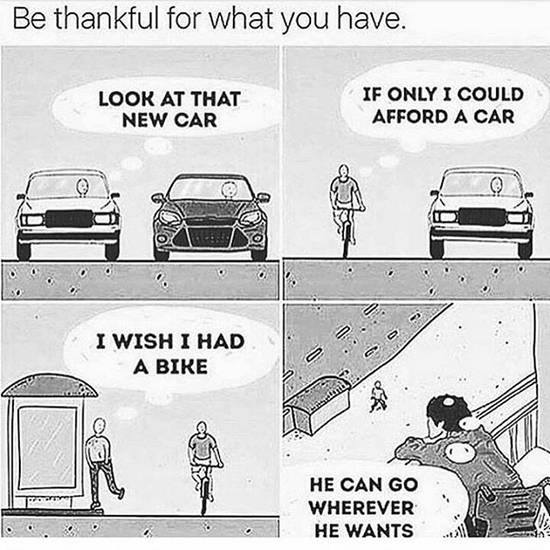 Be thankful for what you have.
LOOK AT THAT
NEW CAR
IF ONLY I COULD
AFFORD A CAR
I WISH I HAD
A BIKE
HE CAN GO
WHEREVER
HE WANTS